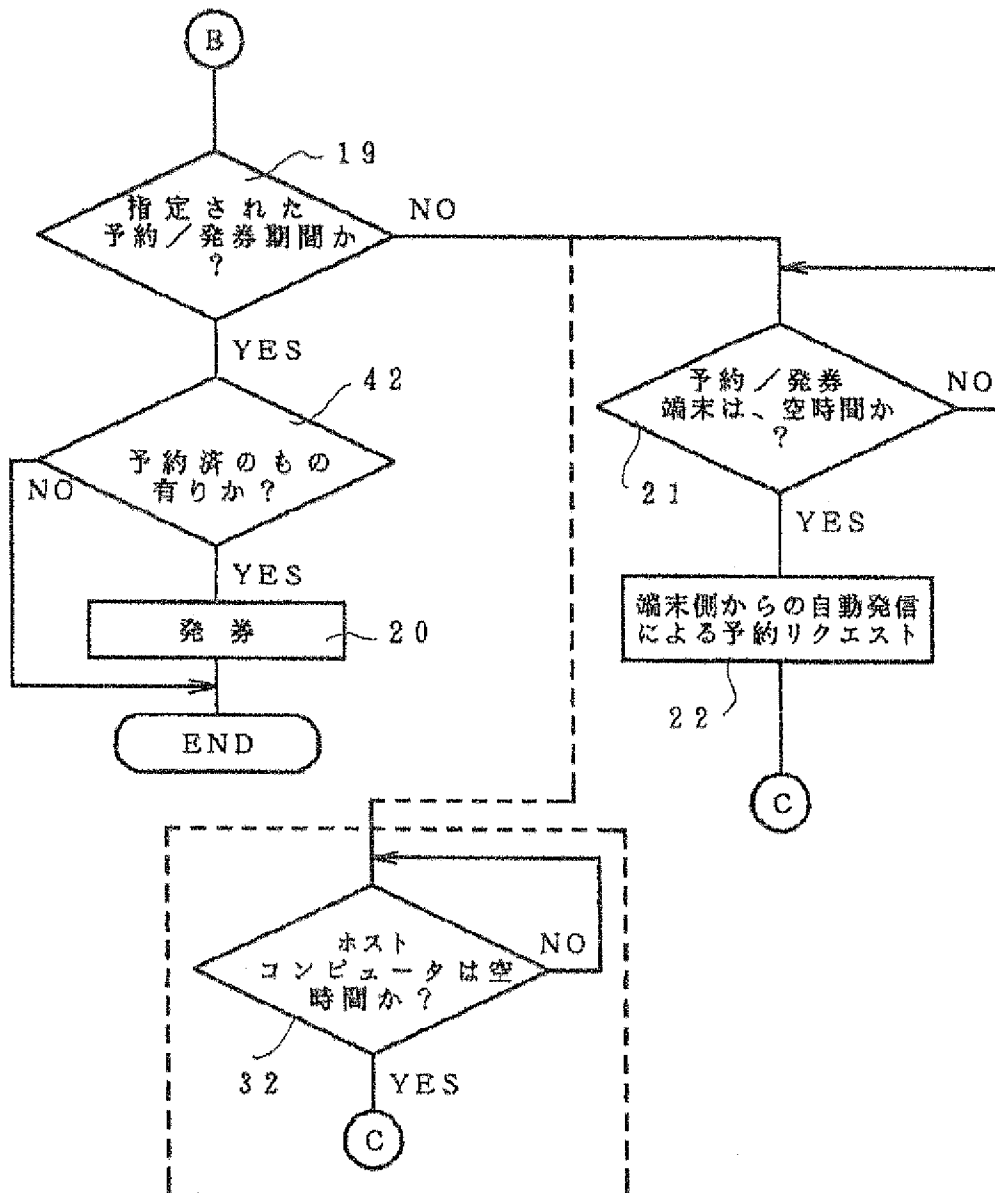 B
19
指定された
予約／発券期間か
？
NO
YES
42
予約済のもの
有りか？
NO
YES
発券
20
END
予約／発券
端末は、空時間か
？
NO
21
YES
端末側からの自動発信
による予約リクエスト
22
C
ホスト
コンピュータは空
時間か？
NO
32
YES
C